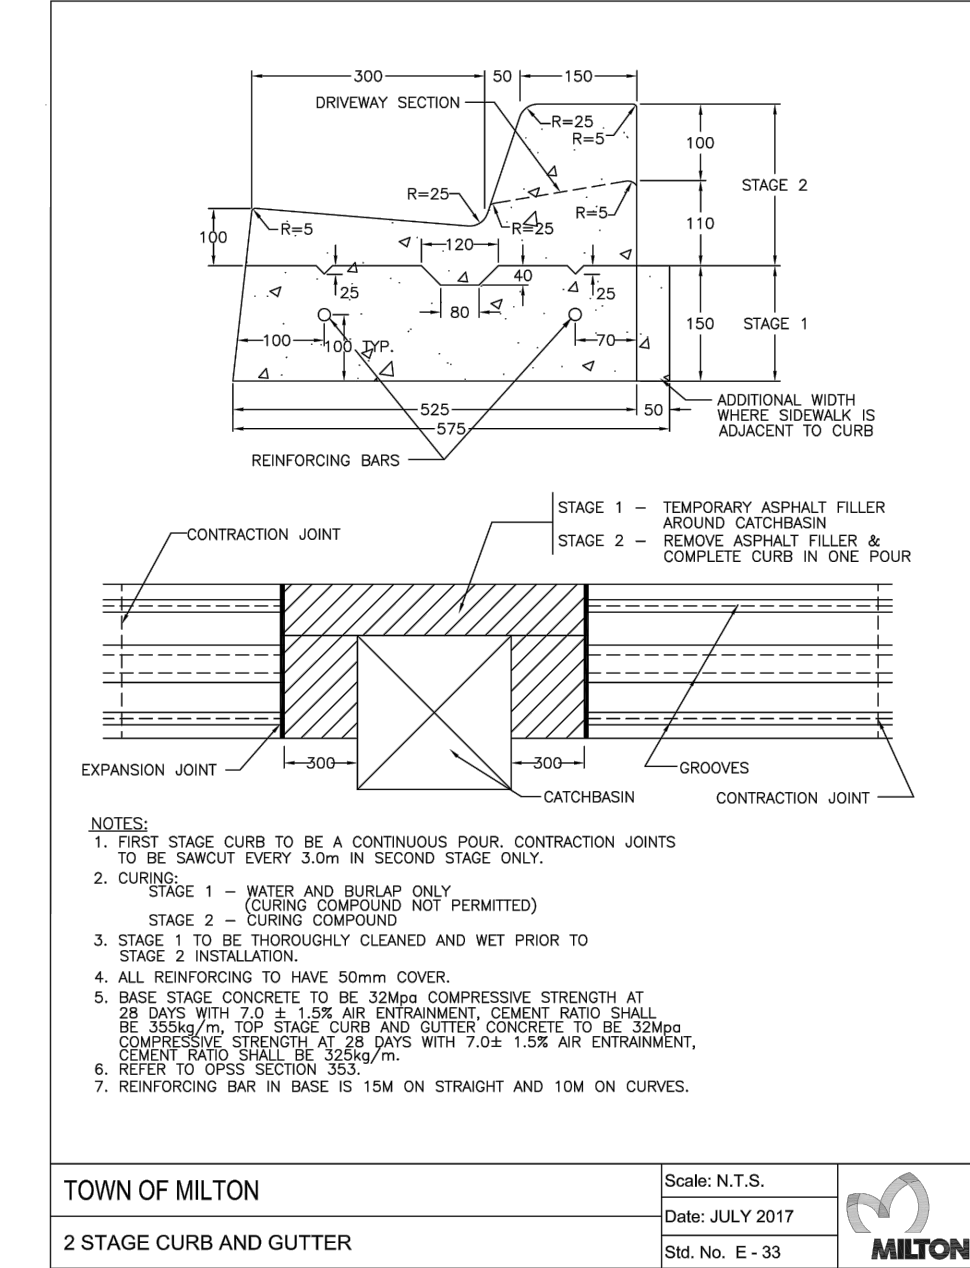 300
50
150
DRIVEWAY SECTION
R=25
R=5
100
STAGE 2
R=25
R=5
R=25
R=5
110
100
120
40
25
25
80
150
STAGE 1
100
100 TYP.
70
525
50
575
ADDITIONAL WIDTH
WHERE SIDEWALK IS
ADJACENT TO CURB
REINFORCING BARS
STAGE 1 – TEMPORARY ASPHALT FILLER
AROUND CATCHBASIN
STAGE 2 – REMOVE ASPHALT FILLER &
COMPLETE CURB IN ONE POUR
CONTRACTION JOINT
EXPANSION JOINT
300
300
GROOVES
CATCHBASIN
CONTRACTION JOINT
NOTES:
1. FIRST STAGE CURB TO BE A CONTINUOUS POUR. CONTRACTION JOINTS
TO BE SAWCUT EVERY 3.0m IN SECOND STAGE ONLY.
2. CURING:
STAGE 1 – WATER AND BURLAP ONLY
(CURING COMPOUND NOT PERMITTED)
STAGE 2 – CURING COMPOUND
3. STAGE 1 TO BE THOROUGHLY CLEANED AND WET PRIOR TO
STAGE 2 INSTALLATION.
4. ALL REINFORCING TO HAVE 50mm COVER.
5. BASE STAGE CONCRETE TO BE 32Mpa COMPRESSIVE STRENGTH AT
28 DAYS WITH 7.0 ± 1.5% AIR ENTRAINMENT, CEMENT RATIO SHALL
BE 355kg/m, TOP STAGE CURB AND GUTTER CONCRETE TO BE 32Mpa
COMPRESSIVE STRENGTH AT 28 DAYS WITH 7.0± 1.5% AIR ENTRAINMENT,
CEMENT RATIO SHALL BE 325kg/m.
6. REFER TO OPSS SECTION 353.
7. REINFORCING BAR IN BASE IS 15M ON STRAIGHT AND 10M ON CURVES.
TOWN OF MILTON
2 STAGE CURB AND GUTTER
Scale: N.T.S.
Date: JULY 2017
Std. No. E - 33
MILTON